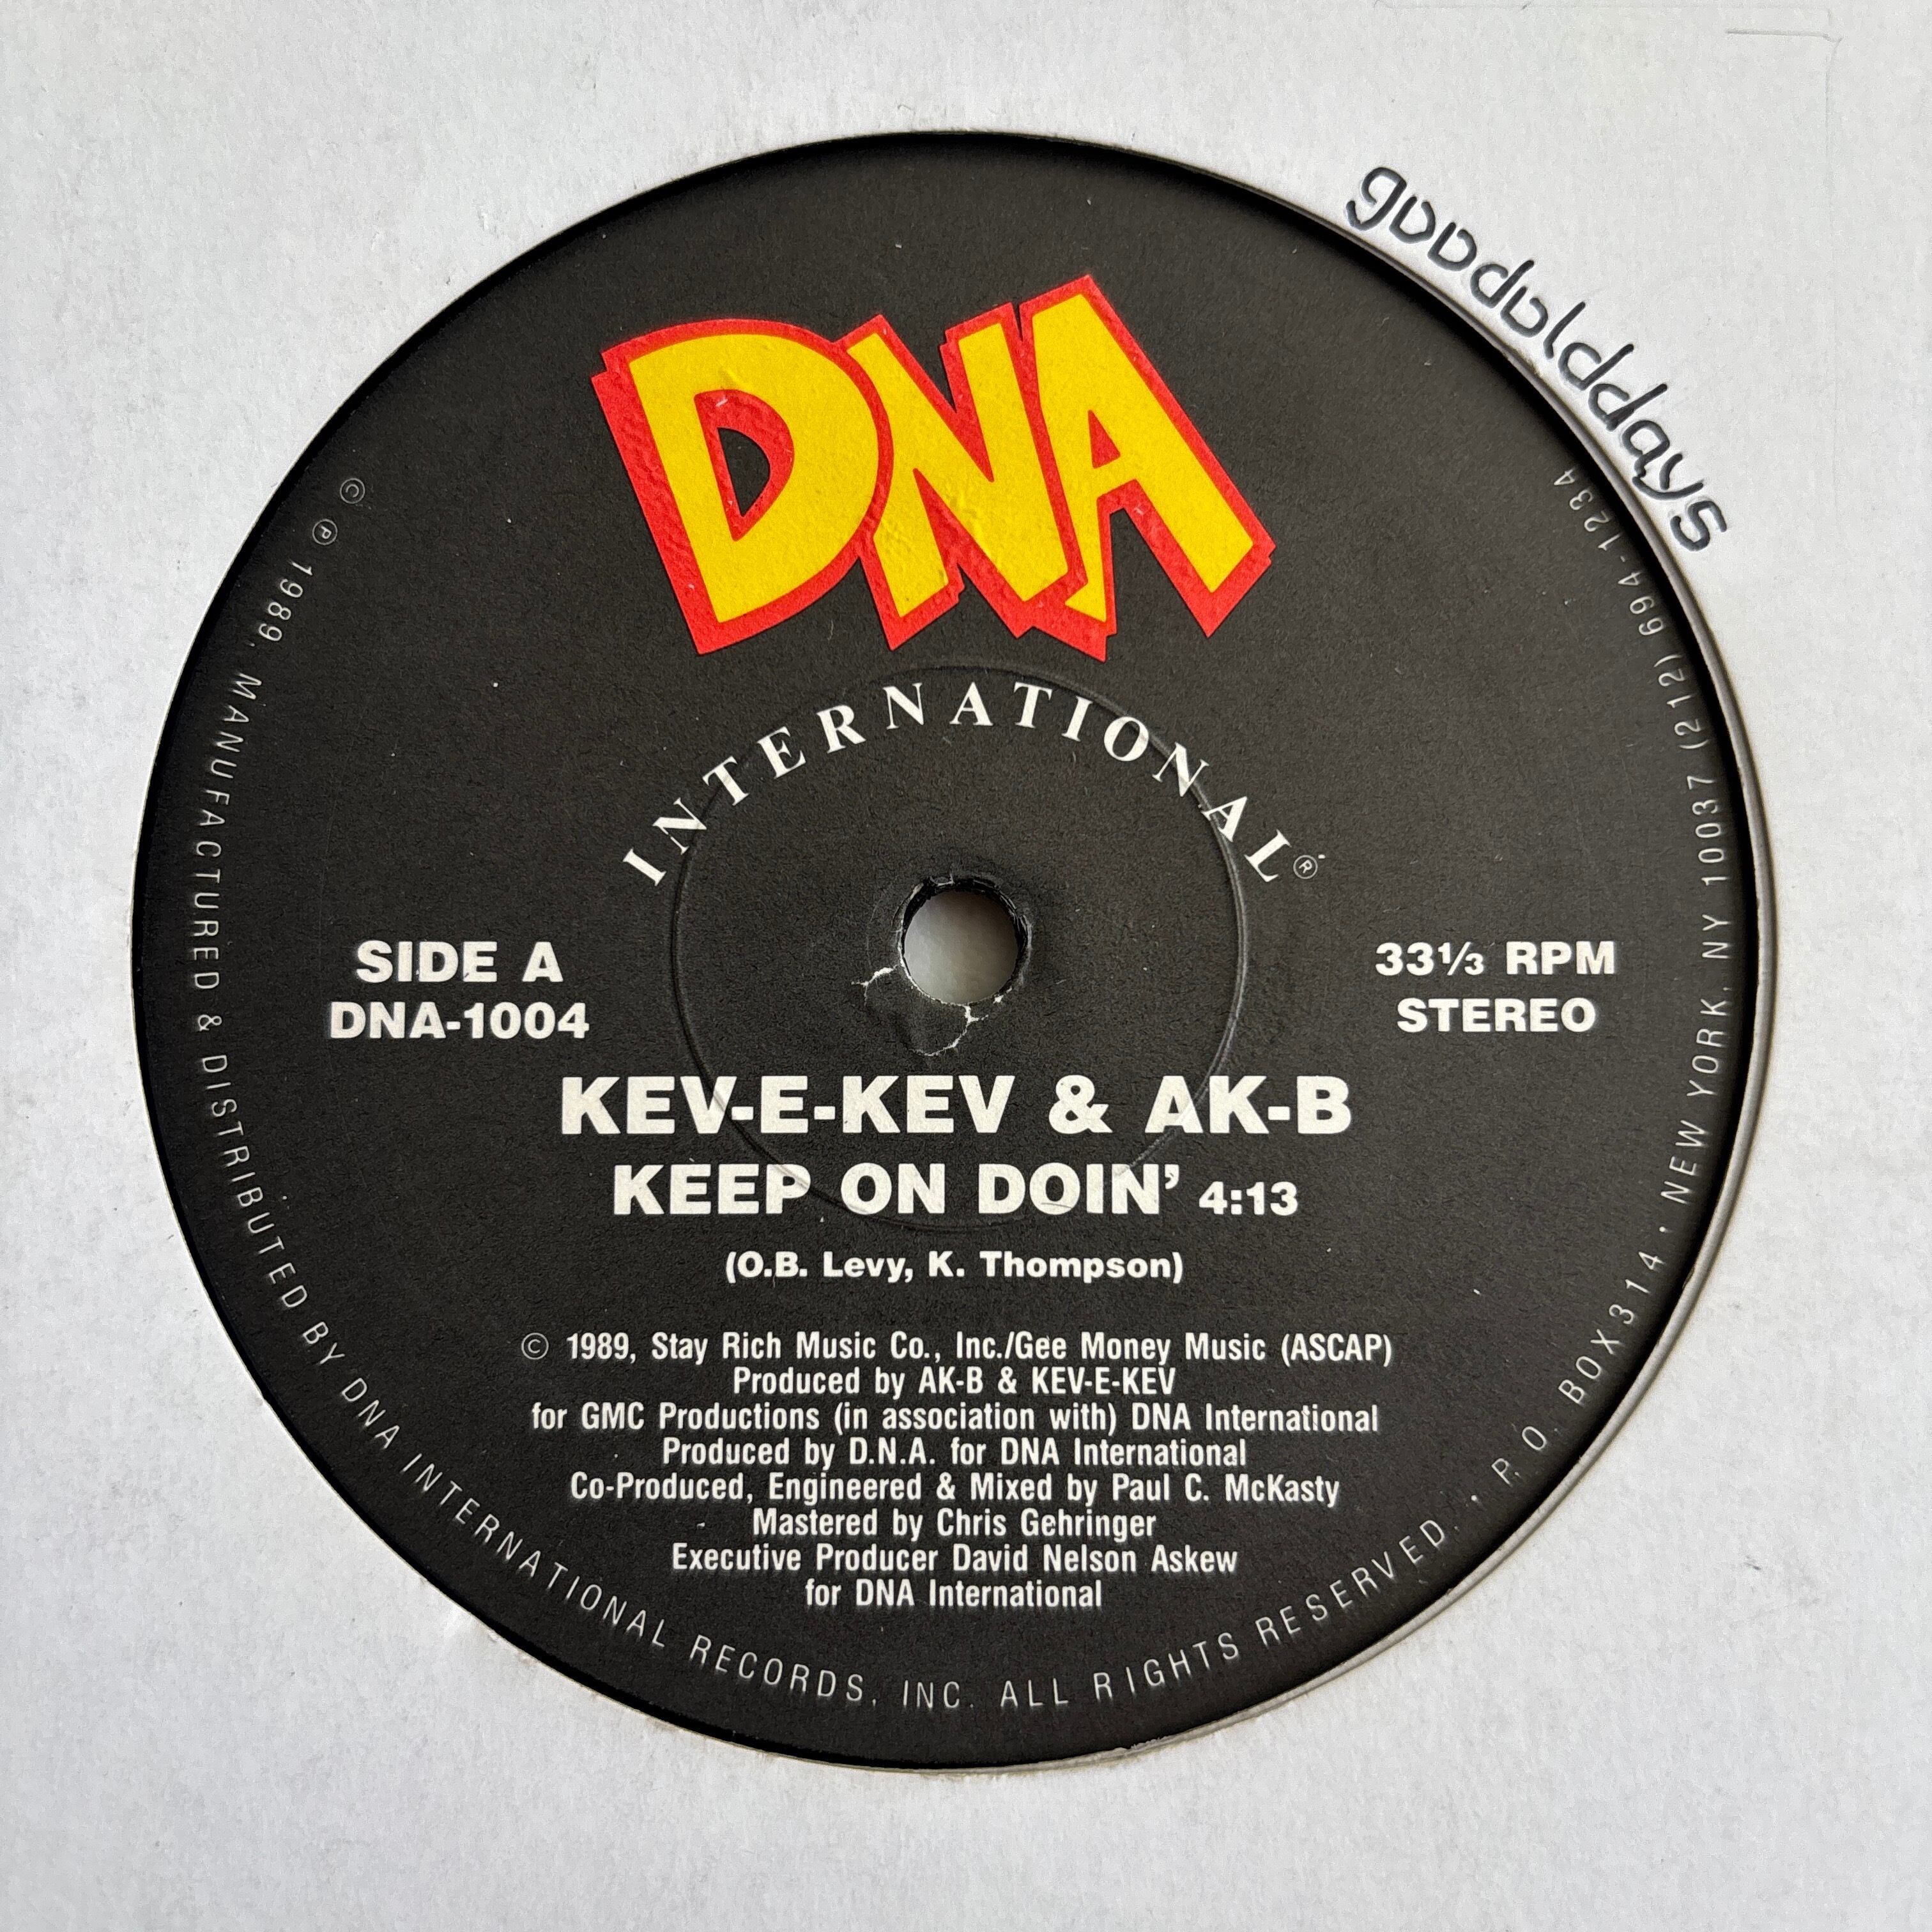 gooddolddays
DNA
INTERNATIONAL®
SIDE A
DNA-1004
33⅓ RPM
STEREO
KEV-E-KEV & AK-B
KEEP ON DOIN' 4:13
(O.B. Levy, K. Thompson)
© 1989, Stay Rich Music Co., Inc./Gee Money Music (ASCAP)
Produced by AK-B & KEV-E-KEV
for GMC Productions (in association with) DNA International
Produced by D.N.A. for DNA International
Co-Produced, Engineered & Mixed by Paul C. McKasty
Mastered by Chris Gehringer
Executive Producer David Nelson Askew
for DNA International
© ℗ 1989, MANUFACTURED & DISTRIBUTED BY DNA INTERNATIONAL RECORDS, INC. ALL RIGHTS RESERVED. • P.O. BOX 314 • NEW YORK, NY 10037 (212) 694-1234